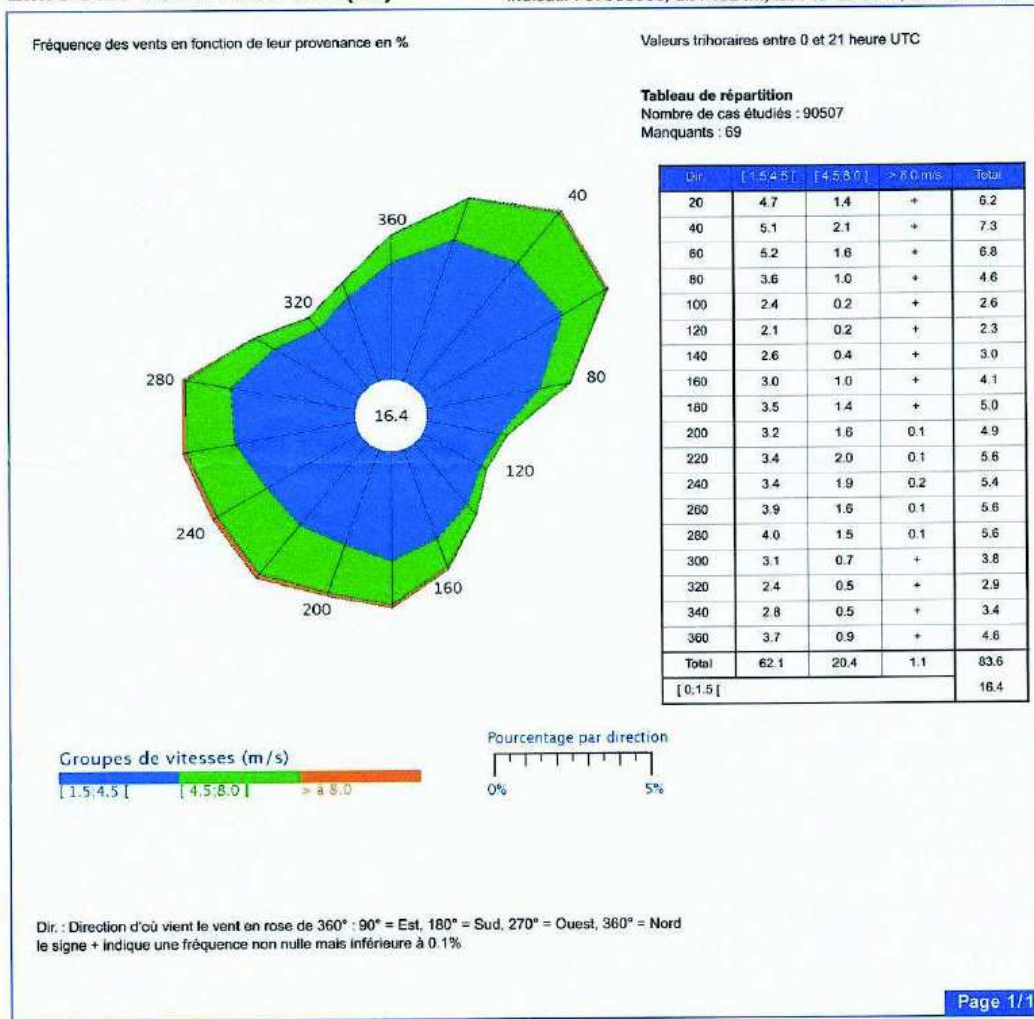 Fréquence des vents en fonction de leur provenance en %
Valeurs trihoraires entre 0 et 21 heure UTC
Tableau de répartition
Nombre de cas étudiés : 90507
Manquants : 69
Dir. [ 1.5;4.5 [ [ 4.5;8.0 ] > 8.0 m/s Total
20 4.7 1.4 + 6.2
40 5.1 2.1 + 7.3
60 5.2 1.6 + 6.8
80 3.6 1.0 + 4.6
100 2.4 0.2 + 2.6
120 2.1 0.2 + 2.3
140 2.6 0.4 + 3.0
160 3.0 1.0 + 4.1
180 3.5 1.4 + 5.0
200 3.2 1.6 0.1 4.9
220 3.4 2.0 0.1 5.6
240 3.4 1.9 0.2 5.4
260 3.9 1.6 0.1 5.6
280 4.0 1.5 0.1 5.6
300 3.1 0.7 + 3.8
320 2.4 0.5 + 2.9
340 2.8 0.5 + 3.4
360 3.7 0.9 + 4.6
Total 62.1 20.4 1.1 83.6
[ 0;1.5 [ 16.4
360
40
320
280
80
16.4
120
240
160
200
Groupes de vitesses (m/s)
[ 1.5;4.5 [ [ 4.5;8.0 ] > à 8.0
Pourcentage par direction
0% 5%
Dir. : Direction d'où vient le vent en rose de 360° : 90° = Est, 180° = Sud, 270° = Ouest, 360° = Nord
le signe + indique une fréquence non nulle mais inférieure à 0.1%
Page 1/1